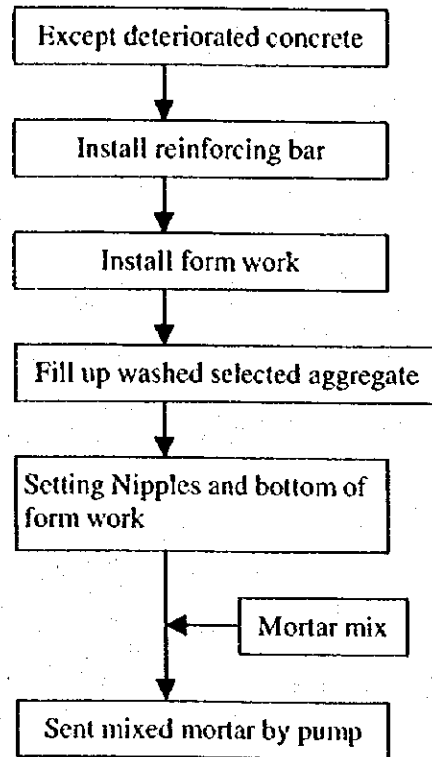 Except deteriorated concrete
Install reinforcing bar
Install form work
Fill up washed selected aggregate
Setting Nipples and bottom of
form work
Mortar mix
Sent mixed mortar by pump